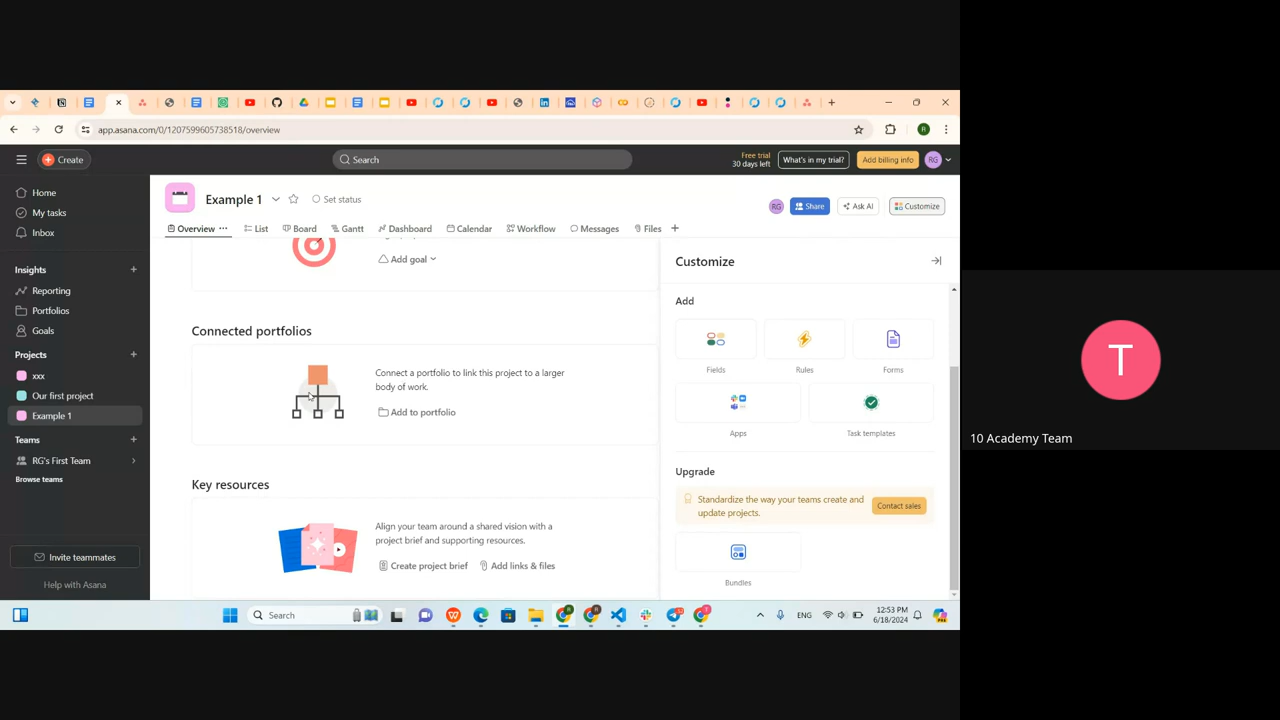 app.asana.com/0/1207599605738518/overview
Create
Search
Free trial
30 days left
What's in my trial?
Add billing info
RG
Home
My tasks
Inbox
Insights
Reporting
Portfolios
Goals
Projects
xxx
Our first project
Example 1
Teams
RG's First Team
Browse teams
Invite teammates
Help with Asana
Example 1
Set status
RG
Share
Ask AI
Customize
Overview
List
Board
Gantt
Dashboard
Calendar
Workflow
Messages
Files
Add goal
Connected portfolios
Connect a portfolio to link this project to a larger
body of work.
Add to portfolio
Key resources
Align your team around a shared vision with a
project brief and supporting resources.
Create project brief
Add links & files
Customize
Add
Fields
Rules
Forms
Apps
Task templates
Upgrade
Standardize the way your teams create and
update projects.
Contact sales
Bundles
Search
ENG
12:53 PM
6/18/2024
T
10 Academy Team